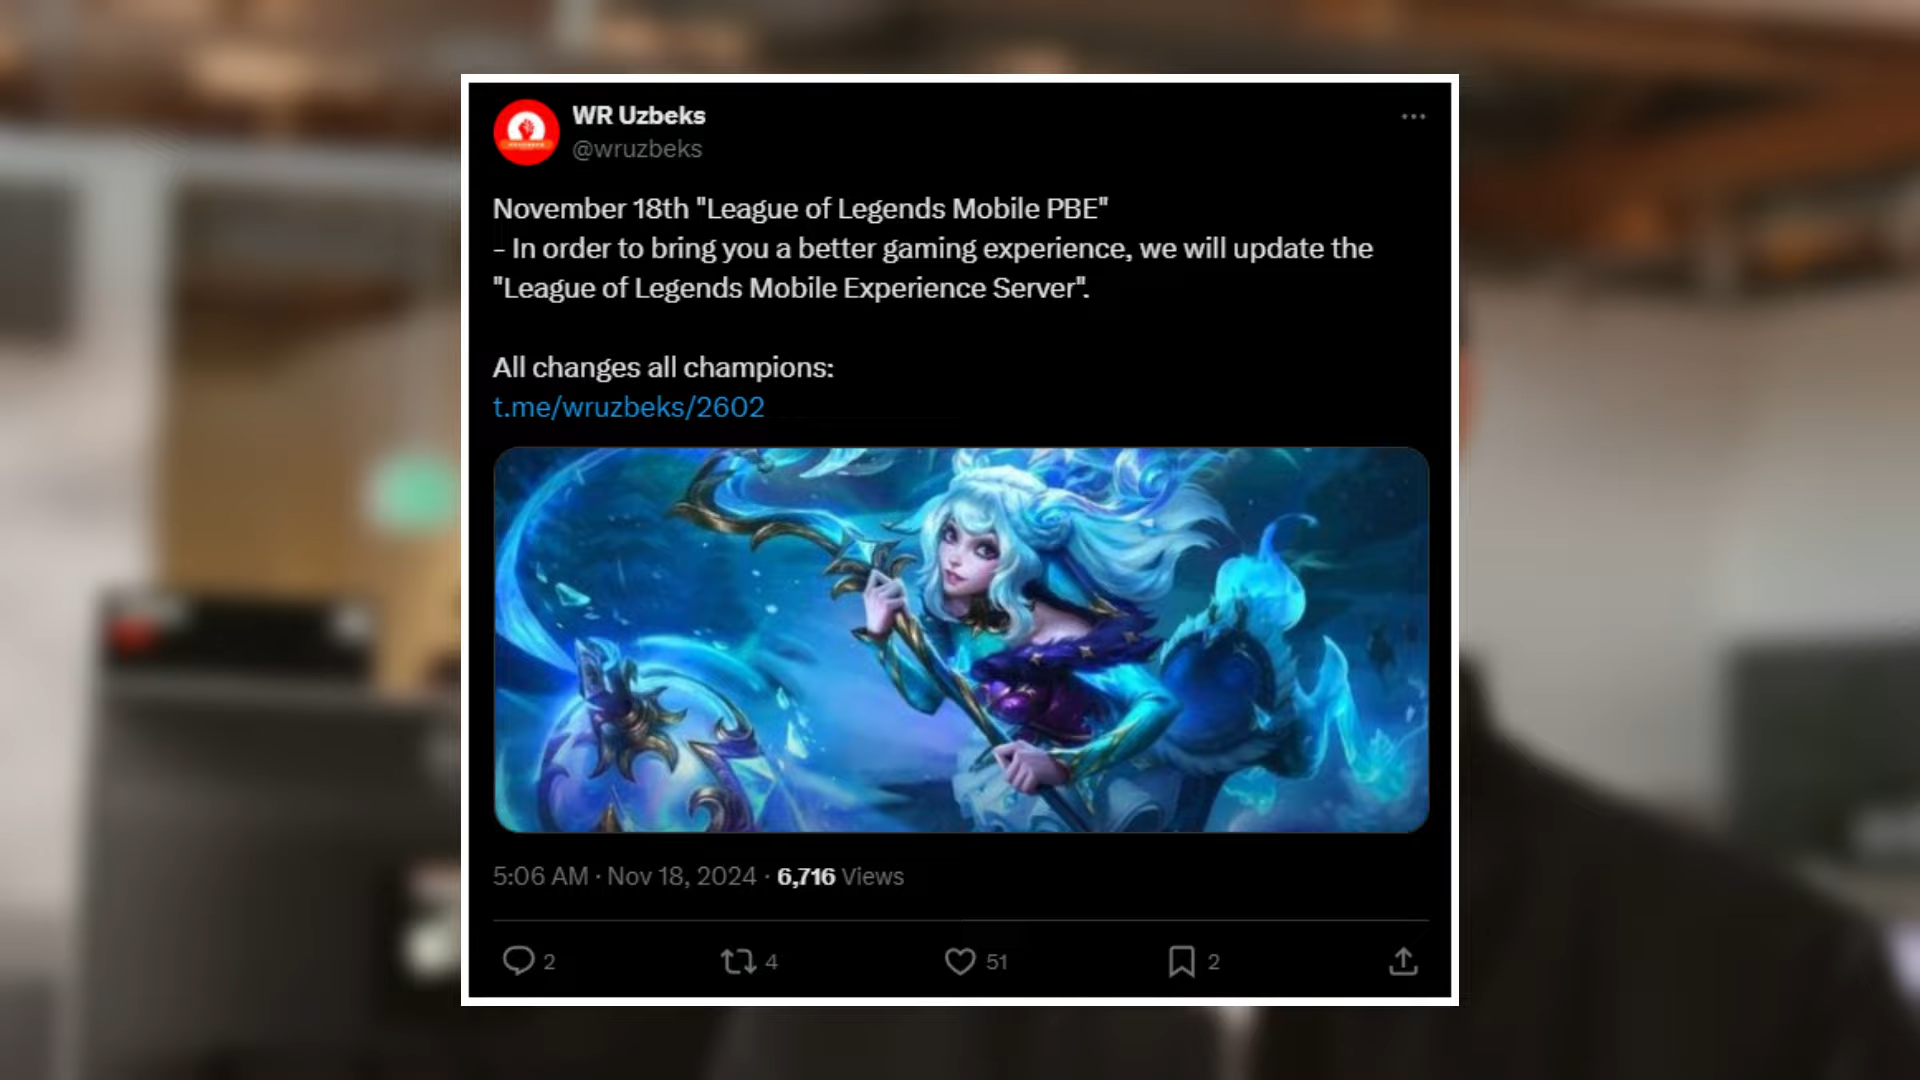 WR Uzbeks
@wruzbeks
November 18th "League of Legends Mobile PBE"
- In order to bring you a better gaming experience, we will update the
"League of Legends Mobile Experience Server".
All changes all champions:
t.me/wruzbeks/2602
5:06 AM · Nov 18, 2024 · 6,716 Views
2 4 51 2